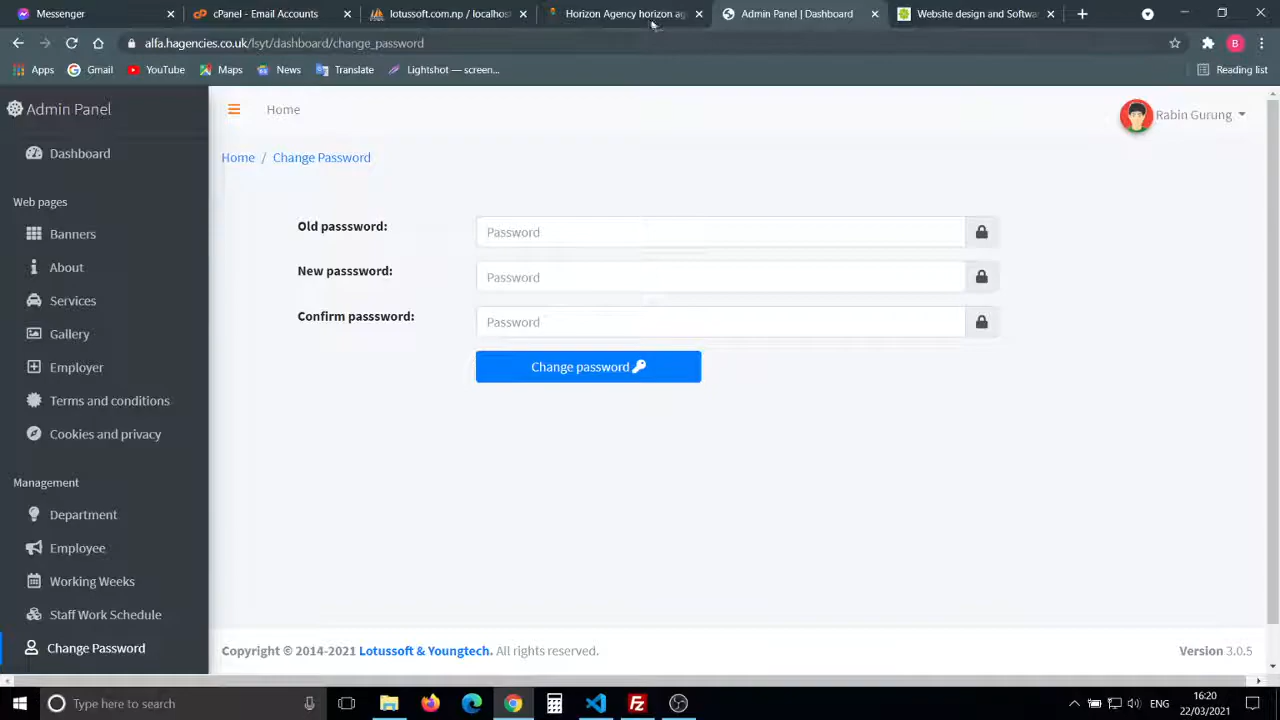 Messenger
cPanel - Email Accounts
lotussoft.com.np / localhos
Horizon Agency horizon ag
Admin Panel | Dashboard
Website design and Softwa
alfa.hagencies.co.uk/lsyt/dashboard/change_password
B
Apps
Gmail
YouTube
Maps
News
Translate
Lightshot — screen...
Reading list
Admin Panel
Home
Rabin Gurung
Dashboard
Home / Change Password
Web pages
Banners
About
Services
Gallery
Employer
Terms and conditions
Cookies and privacy
Management
Department
Employee
Working Weeks
Staff Work Schedule
Change Password
Old passsword:
Password
New passsword:
Password
Confirm passsword:
Password
Change password
Copyright © 2014-2021 Lotussoft & Youngtech. All rights reserved.
Version 3.0.5
Type here to search
ENG
16:20
22/03/2021